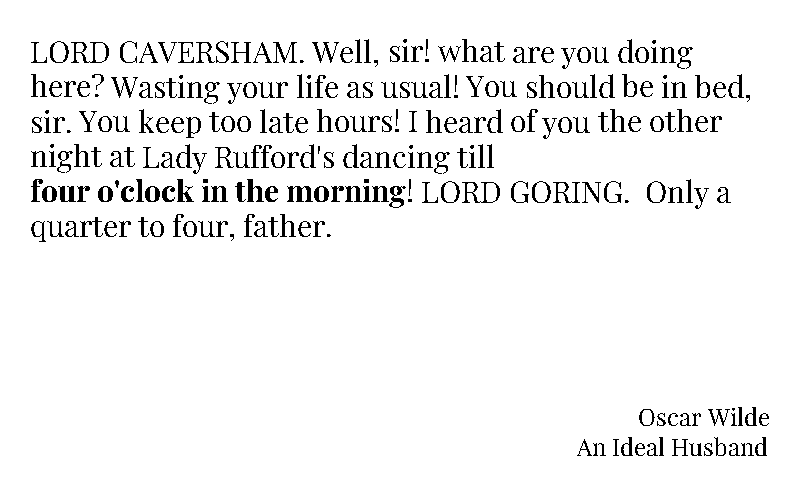 LORD CAVERSHAM. Well, sir! what are you doing
here? Wasting your life as usual! You should be in bed,
sir. You keep too late hours! I heard of you the other
night at Lady Rufford's dancing till
four o'clock in the morning! LORD GORING.  Only a
quarter to four, father.
Oscar Wilde
An Ideal Husband